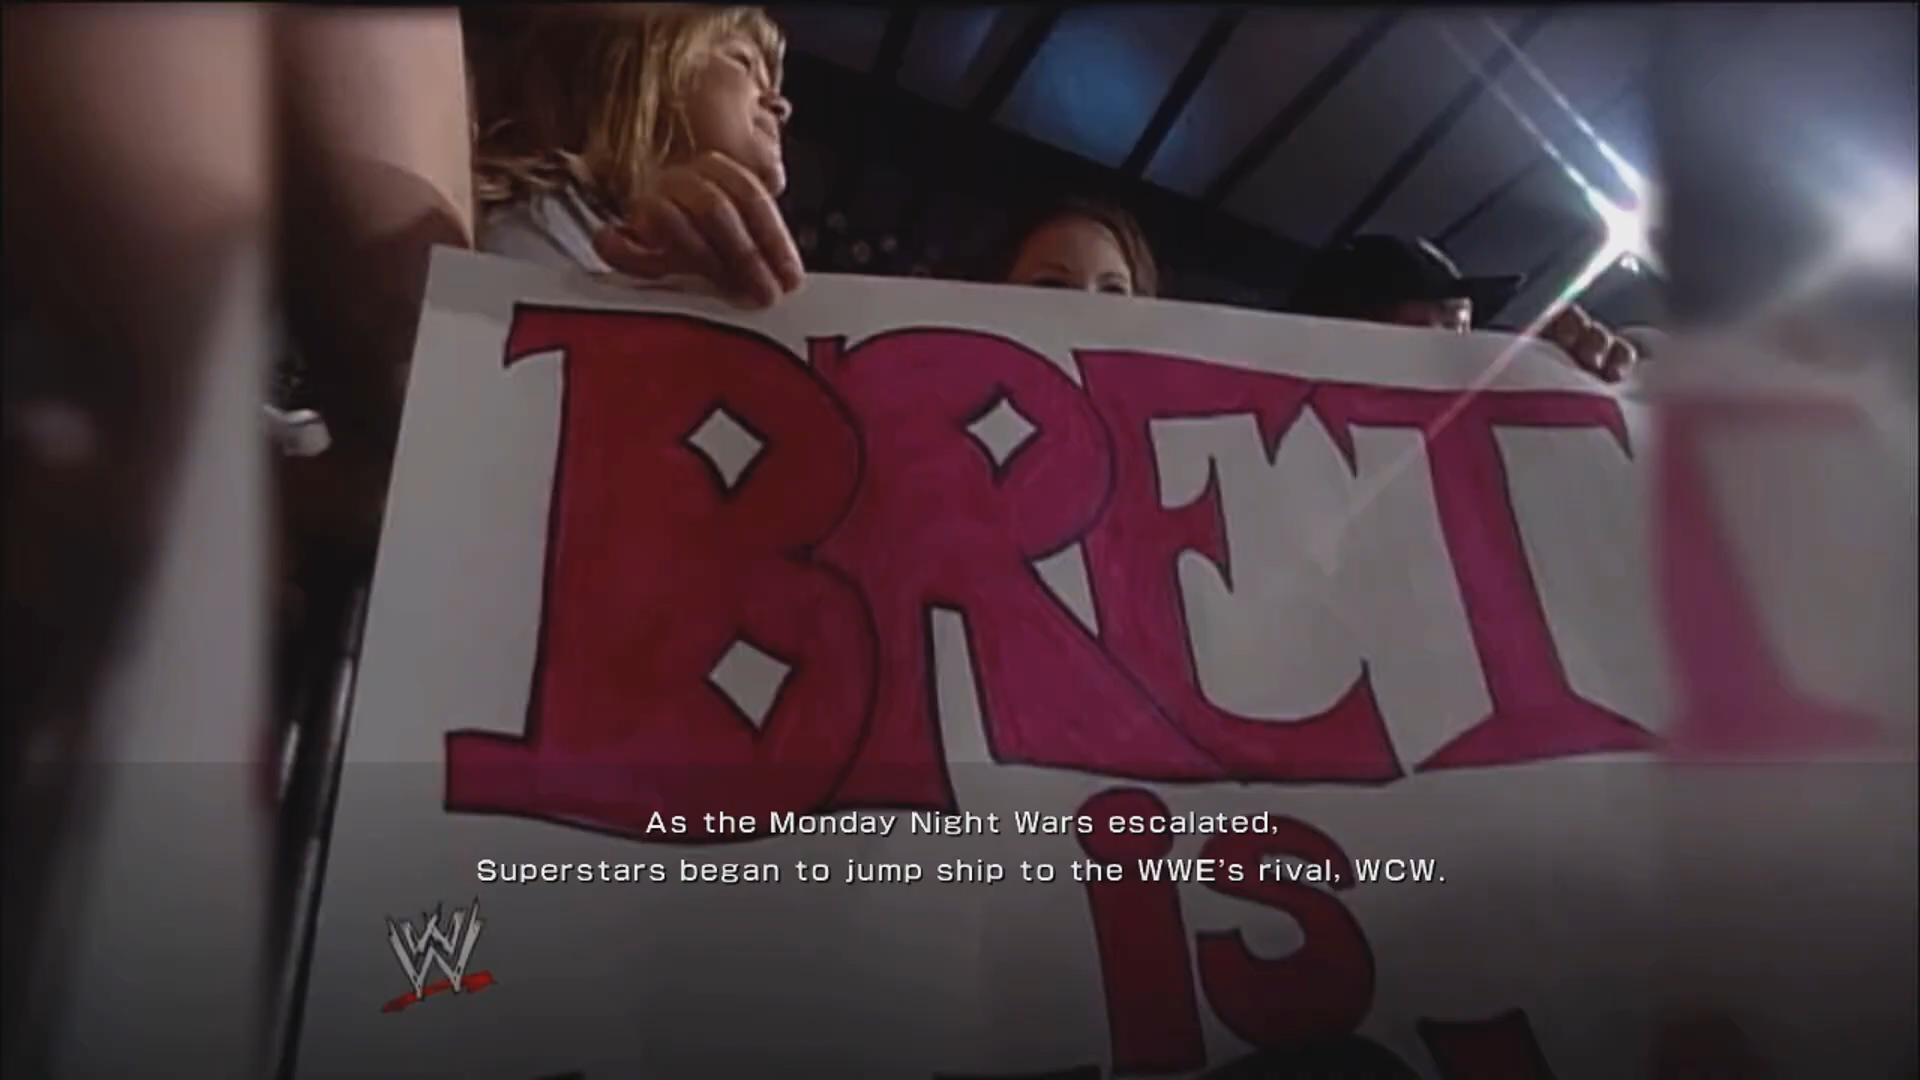 BRET
is
As the Monday Night Wars escalated,
Superstars began to jump ship to the WWE's rival, WCW.
W